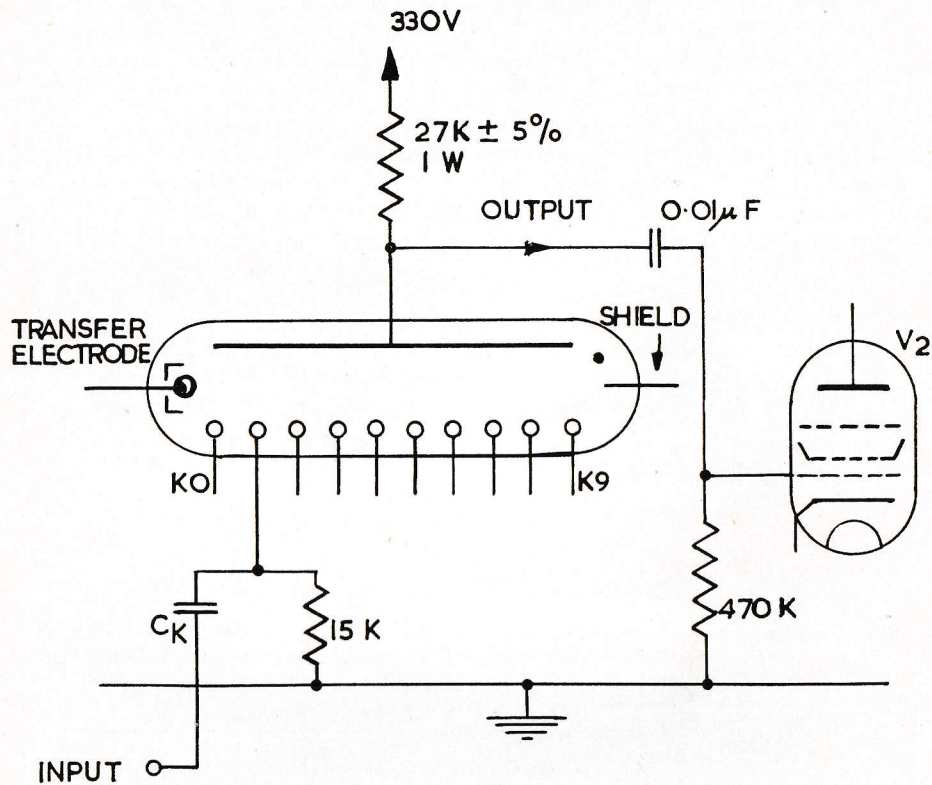 330V
27K ± 5%
1 W
OUTPUT
0·01µF
TRANSFER
ELECTRODE
SHIELD
V2
K0
K9
CK
15 K
470 K
INPUT